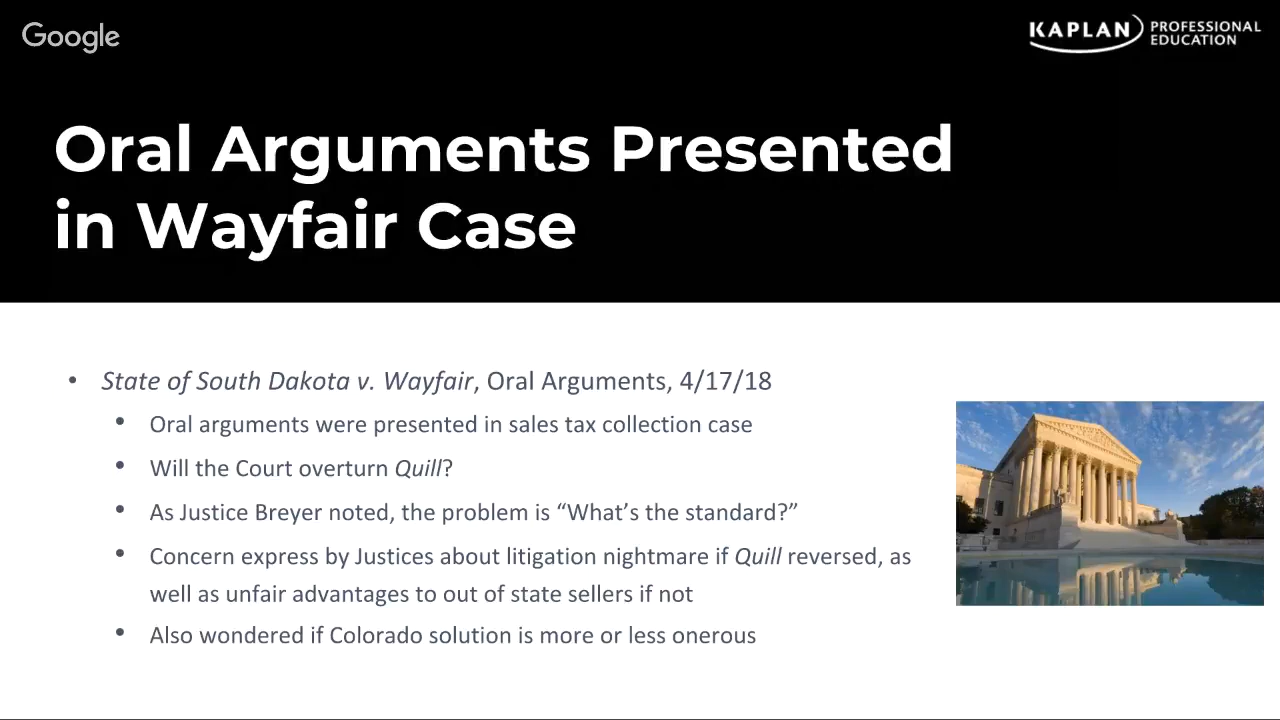 Google
KAPLAN
PROFESSIONAL
EDUCATION
Oral Arguments Presented
in Wayfair Case
• State of South Dakota v. Wayfair, Oral Arguments, 4/17/18
• Oral arguments were presented in sales tax collection case
• Will the Court overturn Quill?
• As Justice Breyer noted, the problem is “What’s the standard?”
• Concern express by Justices about litigation nightmare if Quill reversed, as
well as unfair advantages to out of state sellers if not
• Also wondered if Colorado solution is more or less onerous